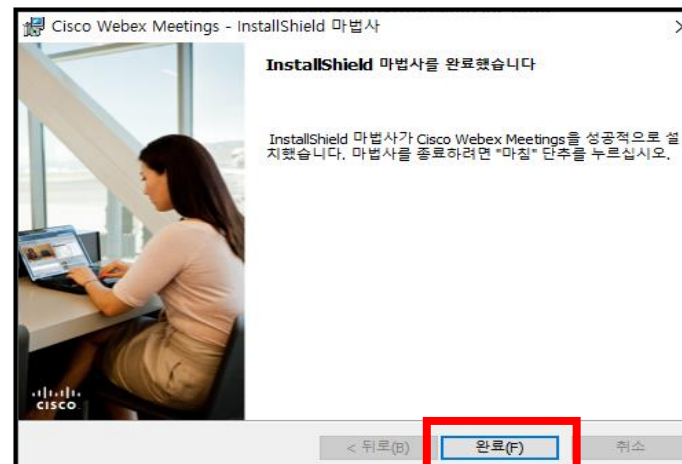 Cisco Webex Meetings - InstallShield 마법사
InstallShield 마법사를 완료했습니다
InstallShield 마법사가 Cisco Webex Meetings을 성공적으로 설
치했습니다. 마법사를 종료하려면 "마침" 단추를 누르십시오.
CISCO
< 뒤로(B)
완료(F)
취소